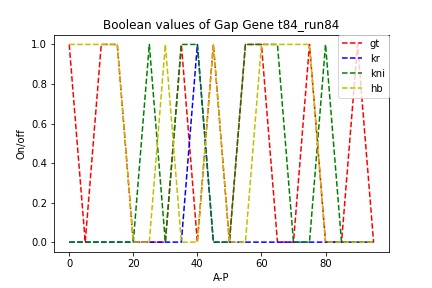 Boolean values of Gap Gene t84_run84
gt
kr
kni
hb
1.0
0.8
0.6
0.4
0.2
0.0
On/off
0 20 40 60 80
A-P